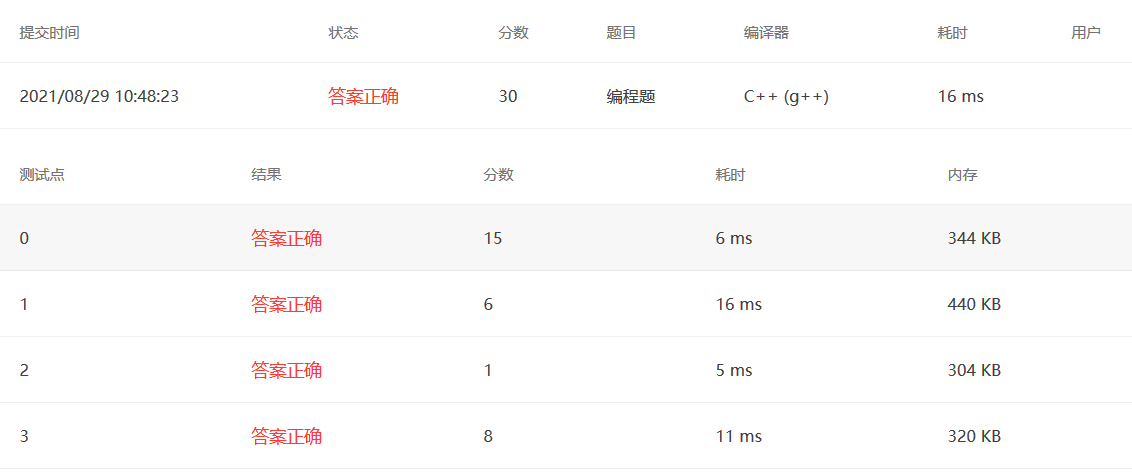 提交时间 状态 分数 题目 编译器 耗时 用户
2021/08/29 10:48:23 答案正确 30 编程题 C++ (g++) 16 ms
测试点 结果 分数 耗时 内存
0 答案正确 15 6 ms 344 KB
1 答案正确 6 16 ms 440 KB
2 答案正确 1 5 ms 304 KB
3 答案正确 8 11 ms 320 KB